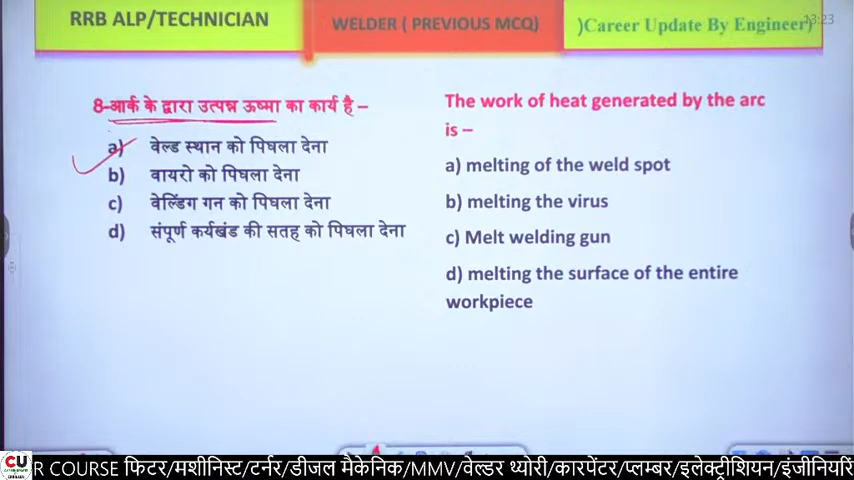 RRB ALP/TECHNICIAN
WELDER ( PREVIOUS MCQ)
)Career Update By Engineer)
13:23
8-आर्क के द्वारा उत्पन्न ऊष्मा का कार्य है –
a) वेल्ड स्थान को पिघला देना
b) वायरो को पिघला देना
c) वेल्डिंग गन को पिघला देना
d) संपूर्ण कर्यखंड की सतह को पिघला देना
The work of heat generated by the arc
is –
a) melting of the weld spot
b) melting the virus
c) Melt welding gun
d) melting the surface of the entire
workpiece
CU
R COURSE फिटर/मशीनिस्ट/टर्नर/डीजल मैकेनिक/MMV/वेल्डर थ्योरी/कारपेंटर/प्लम्बर/इलेक्ट्रीशियन/इंजीनियरिं